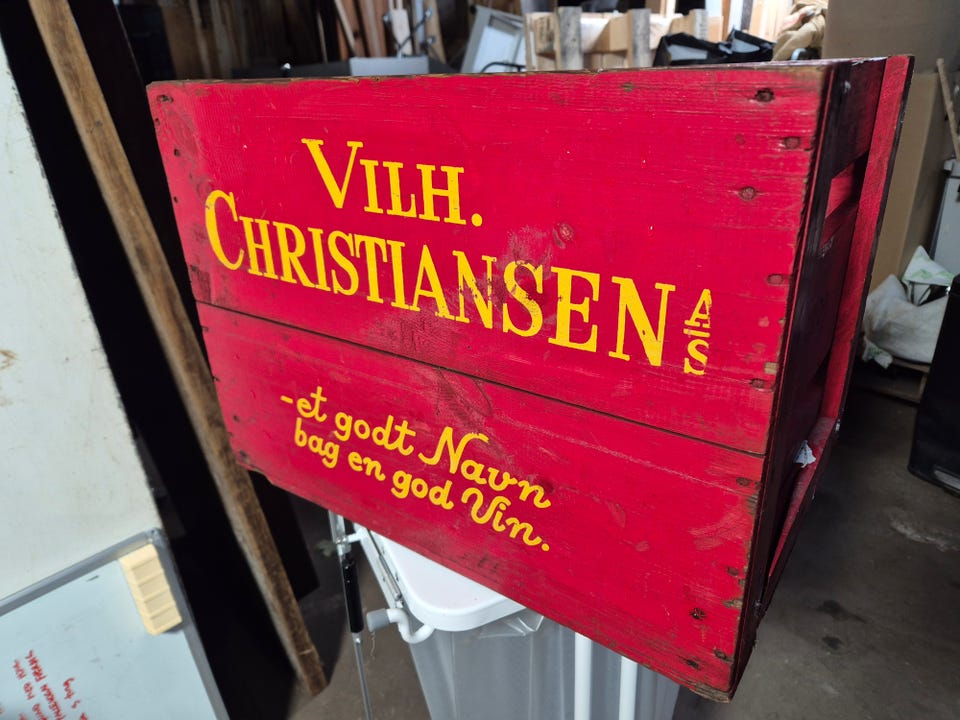 VILH.
CHRISTIANSEN A/S
-et godt Navn
bag en god Vin.